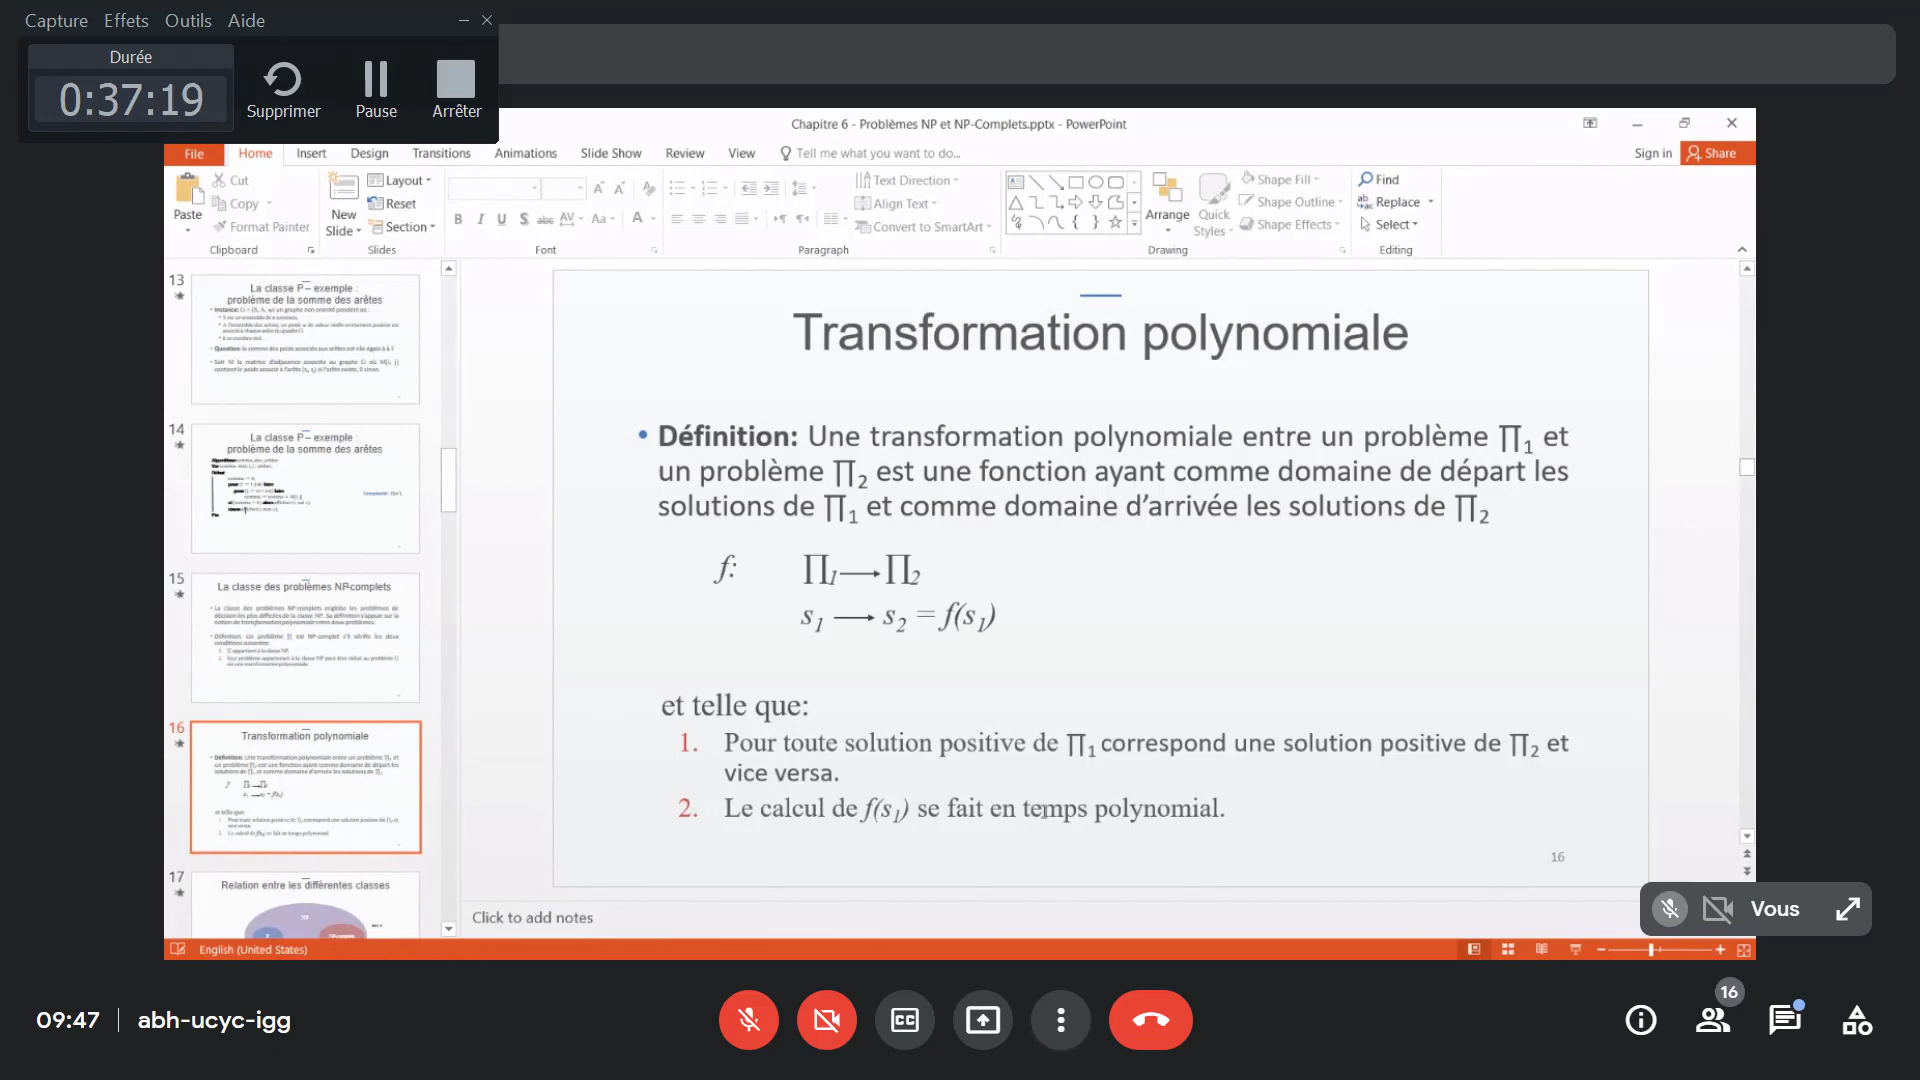 Capture Effets Outils Aide
Durée
0:37:19
Supprimer Pause Arrêter
Chapitre 6 - Problèmes NP et NP-Complets.pptx - PowerPoint
File Home Insert Design Transitions Animations Slide Show Review View Tell me what you want to do... Sign in Share
Cut
Copy
Format Painter
Paste
Clipboard
New Slide
Layout
Reset
Section
Slides
B I U S abc AV Aa A
Font
Text Direction
Align Text
Convert to SmartArt
Paragraph
Arrange
Quick Styles
Shape Fill
Shape Outline
Shape Effects
Drawing
Find
Replace
Select
Editing
13
La classe P – exemple :
problème de la somme des arêtes
14
La classe P – exemple :
problème de la somme des arêtes
15
La classe des problèmes NP-complets
16
Transformation polynomiale
17
Relation entre les différentes classes
Transformation polynomiale
• Définition: Une transformation polynomiale entre un problème ∏1 et
un problème ∏2 est une fonction ayant comme domaine de départ les
solutions de ∏1 et comme domaine d’arrivée les solutions de ∏2
f: ∏1 ⟶ ∏2
s1 ⟶ s2 = f(s1)
et telle que:
1. Pour toute solution positive de ∏1 correspond une solution positive de ∏2 et
vice versa.
2. Le calcul de f(s1) se fait en temps polynomial.
16
Click to add notes
English (United States)
Vous
09:47 | abh-ucyc-igg
CC
16